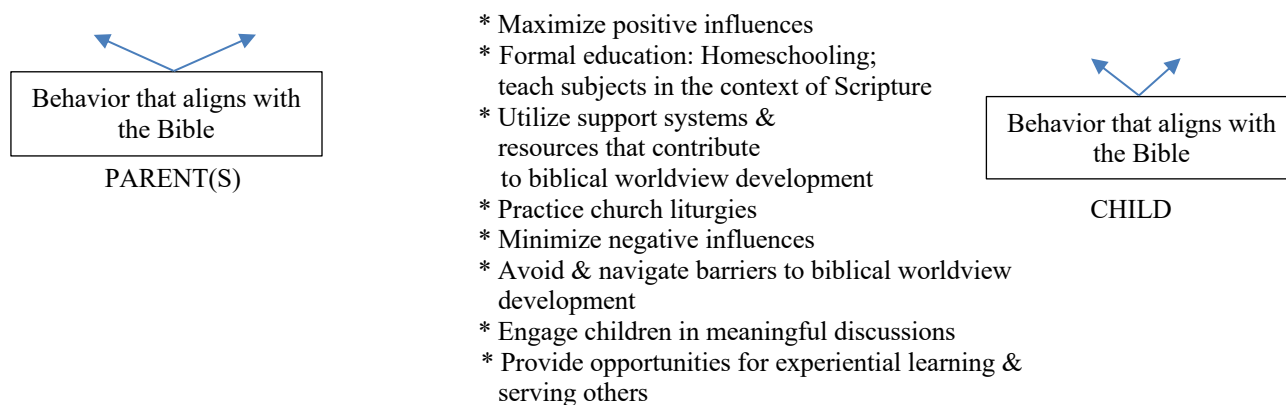 Behavior that aligns with
the Bible
PARENT(S)
* Maximize positive influences
* Formal education: Homeschooling;
teach subjects in the context of Scripture
* Utilize support systems &
resources that contribute
to biblical worldview development
* Practice church liturgies
* Minimize negative influences
* Avoid & navigate barriers to biblical worldview
development
* Engage children in meaningful discussions
* Provide opportunities for experiential learning &
serving others
Behavior that aligns with
the Bible
CHILD